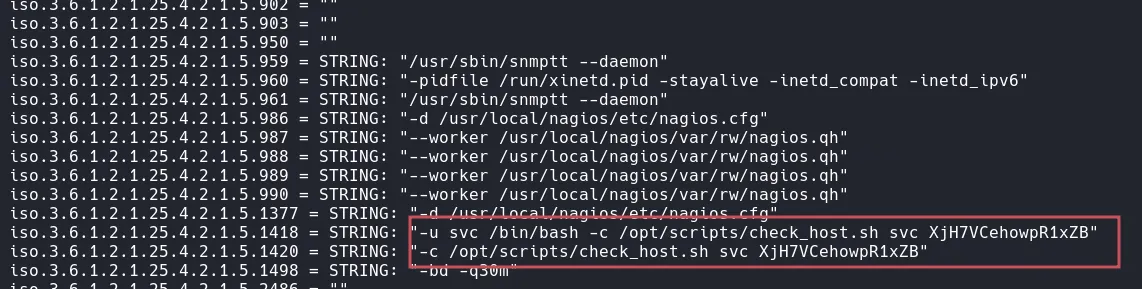 iso.3.6.1.2.1.25.4.2.1.5.902 = ""
iso.3.6.1.2.1.25.4.2.1.5.903 = ""
iso.3.6.1.2.1.25.4.2.1.5.950 = ""
iso.3.6.1.2.1.25.4.2.1.5.959 = STRING: "/usr/sbin/snmptt --daemon"
iso.3.6.1.2.1.25.4.2.1.5.960 = STRING: "-pidfile /run/xinetd.pid -stayalive -inetd_compat -inetd_ipv6"
iso.3.6.1.2.1.25.4.2.1.5.961 = STRING: "/usr/sbin/snmptt --daemon"
iso.3.6.1.2.1.25.4.2.1.5.986 = STRING: "-d /usr/local/nagios/etc/nagios.cfg"
iso.3.6.1.2.1.25.4.2.1.5.987 = STRING: "--worker /usr/local/nagios/var/rw/nagios.qh"
iso.3.6.1.2.1.25.4.2.1.5.988 = STRING: "--worker /usr/local/nagios/var/rw/nagios.qh"
iso.3.6.1.2.1.25.4.2.1.5.989 = STRING: "--worker /usr/local/nagios/var/rw/nagios.qh"
iso.3.6.1.2.1.25.4.2.1.5.990 = STRING: "--worker /usr/local/nagios/var/rw/nagios.qh"
iso.3.6.1.2.1.25.4.2.1.5.1377 = STRING: "-d /usr/local/nagios/etc/nagios.cfg"
iso.3.6.1.2.1.25.4.2.1.5.1418 = STRING: "-u svc /bin/bash -c /opt/scripts/check_host.sh svc XjH7VCehowpR1xZB"
iso.3.6.1.2.1.25.4.2.1.5.1420 = STRING: "-c /opt/scripts/check_host.sh svc XjH7VCehowpR1xZB"
iso.3.6.1.2.1.25.4.2.1.5.1498 = STRING: "-bd -q30m"
iso.3.6.1.2.1.25.4.2.1.5.2486 = ""